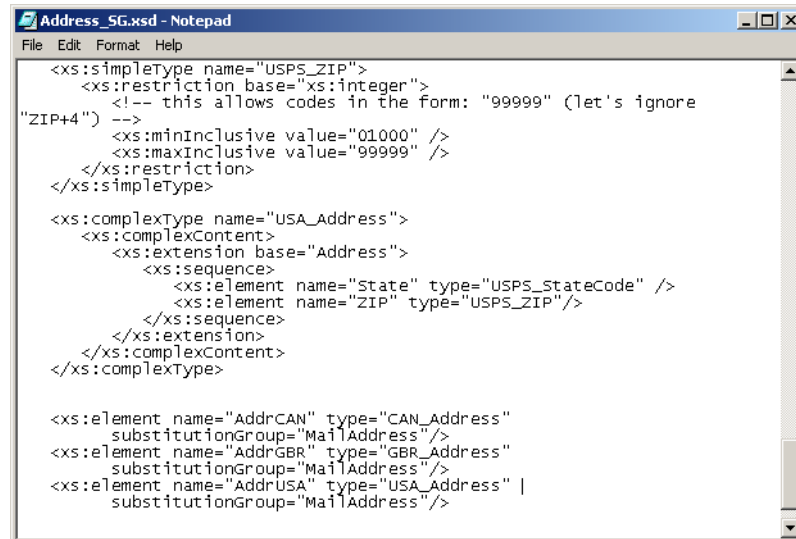 Address_SG.xsd - Notepad
File Edit Format Help
<xs:simpleType name="USPS_ZIP">
<xs:restriction base="xs:integer">
<!-- this allows codes in the form: "99999" (let's ignore
"ZIP+4") -->
<xs:minInclusive value="01000" />
<xs:maxInclusive value="99999" />
</xs:restriction>
</xs:simpleType>
<xs:complexType name="USA_Address">
<xs:complexContent>
<xs:extension base="Address">
<xs:sequence>
<xs:element name="State" type="USPS_StateCode" />
<xs:element name="ZIP" type="USPS_ZIP"/>
</xs:sequence>
</xs:extension>
</xs:complexContent>
</xs:complexType>
<xs:element name="AddrCAN" type="CAN_Address"
substitutionGroup="MailAddress"/>
<xs:element name="AddrGBR" type="GBR_Address"
substitutionGroup="MailAddress"/>
<xs:element name="AddrUSA" type="USA_Address"
substitutionGroup="MailAddress"/>